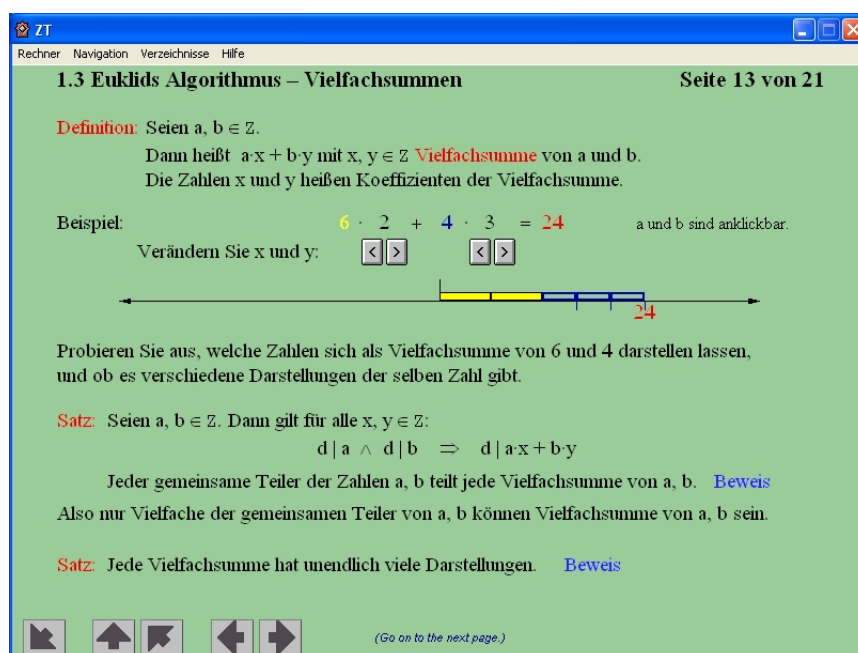 ZT
Rechner Navigation Verzeichnisse Hilfe
1.3 Euklids Algorithmus – Vielfachsummen Seite 13 von 21
Definition: Seien a, b ∈ Z.
Dann heißt a·x + b·y mit x, y ∈ Z Vielfachsumme von a und b.
Die Zahlen x und y heißen Koeffizienten der Vielfachsumme.
Beispiel: 6 · 2 + 4 · 3 = 24 a und b sind anklickbar.
Verändern Sie x und y: < > < >
24
Probieren Sie aus, welche Zahlen sich als Vielfachsumme von 6 und 4 darstellen lassen,
und ob es verschiedene Darstellungen der selben Zahl gibt.
Satz: Seien a, b ∈ Z. Dann gilt für alle x, y ∈ Z:
d | a ∧ d | b ⇒ d | a·x + b·y
Jeder gemeinsame Teiler der Zahlen a, b teilt jede Vielfachsumme von a, b. Beweis
Also nur Vielfache der gemeinsamen Teiler von a, b können Vielfachsumme von a, b sein.
Satz: Jede Vielfachsumme hat unendlich viele Darstellungen. Beweis
(Go on to the next page.)